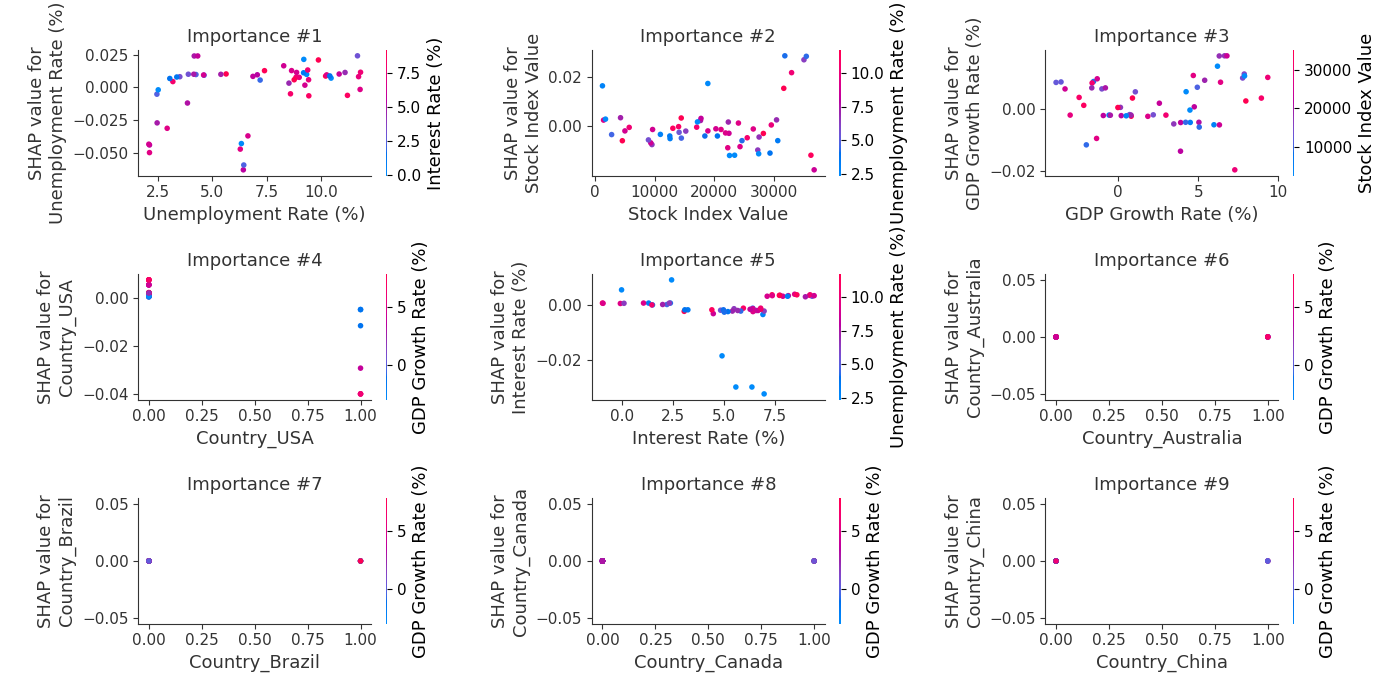 Importance #1
SHAP value for
Unemployment Rate (%)
0.025
0.000
−0.025
−0.050
2.5
5.0
7.5
10.0
Unemployment Rate (%)
7.5
5.0
2.5
0.0
Interest Rate (%)
Importance #2
SHAP value for
Stock Index Value
0.02
0.00
0
10000
20000
30000
Stock Index Value
10.0
7.5
5.0
2.5
Unemployment Rate (%)
Importance #3
SHAP value for
GDP Growth Rate (%)
0.00
−0.02
0
5
10
GDP Growth Rate (%)
30000
20000
10000
Stock Index Value
Importance #4
SHAP value for
Country_USA
0.00
−0.02
−0.04
0.00
0.25
0.50
0.75
1.00
Country_USA
5
0
GDP Growth Rate (%)
Importance #5
SHAP value for
Interest Rate (%)
0.00
−0.02
0.0
2.5
5.0
7.5
Interest Rate (%)
10.0
7.5
5.0
2.5
Unemployment Rate (%)
Importance #6
SHAP value for
Country_Australia
0.05
0.00
−0.05
0.00
0.25
0.50
0.75
1.00
Country_Australia
5
0
GDP Growth Rate (%)
Importance #7
SHAP value for
Country_Brazil
0.05
0.00
−0.05
0.00
0.25
0.50
0.75
1.00
Country_Brazil
5
0
GDP Growth Rate (%)
Importance #8
SHAP value for
Country_Canada
0.05
0.00
−0.05
0.00
0.25
0.50
0.75
1.00
Country_Canada
5
0
GDP Growth Rate (%)
Importance #9
SHAP value for
Country_China
0.05
0.00
−0.05
0.00
0.25
0.50
0.75
1.00
Country_China
5
0
GDP Growth Rate (%)